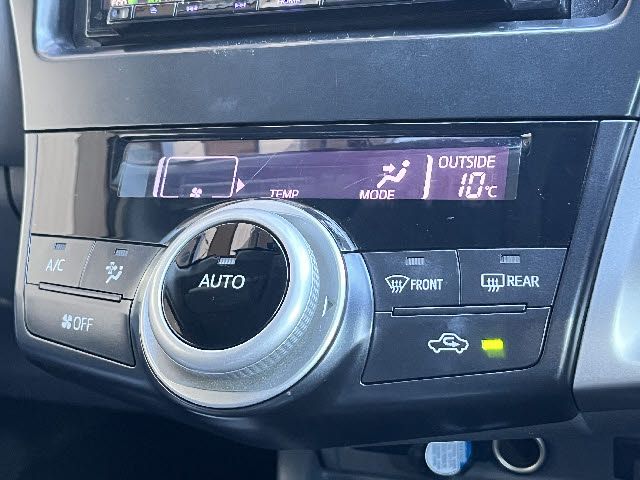 OUTSIDE
TEMP MODE 10°C
A/C AUTO FRONT REAR
OFF